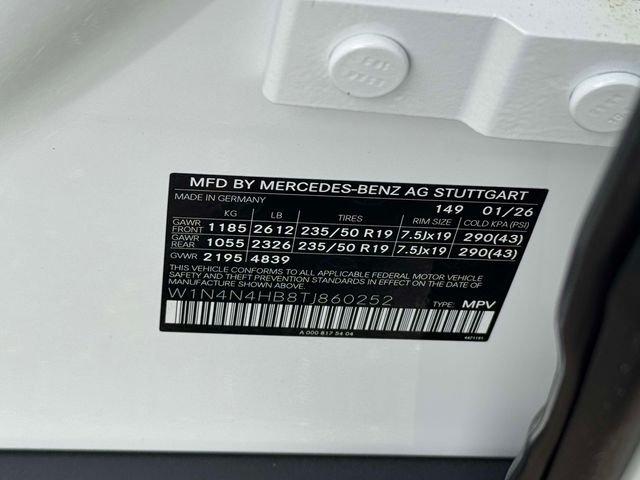 MFD BY MERCEDES-BENZ AG STUTTGART
MADE IN GERMANY 149 01/26
KG LB TIRES RIM SIZE COLD KPA (PSI)
GAWR FRONT 1185 2612 235/50 R19 7.5Jx19 290(43)
GAWR REAR 1055 2326 235/50 R19 7.5Jx19 290(43)
GVWR 2195 4839
THIS VEHICLE CONFORMS TO ALL APPLICABLE FEDERAL MOTOR VEHICLE
SAFETY, BUMPER, AND THEFT PREVENTION STANDARDS IN EFFECT ON
THE DATE OF MANUFACTURE SHOWN ABOVE.
W1N4N4HB8TJ860252 TYPE: MPV
A 000 817 54 04